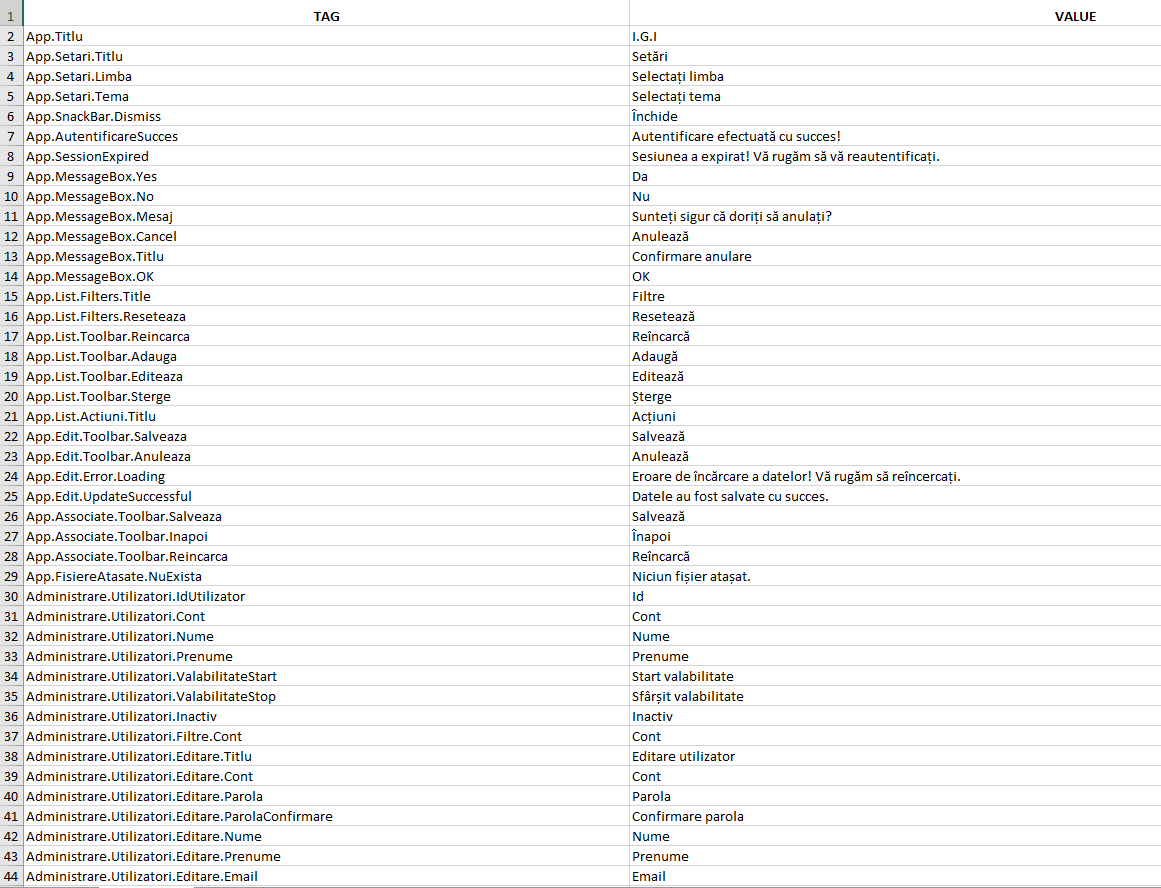 1 TAG VALUE
2 App.Titlu I.G.I
3 App.Setari.Titlu Setări
4 App.Setari.Limba Selectați limba
5 App.Setari.Tema Selectați tema
6 App.SnackBar.Dismiss Închide
7 App.AutentificareSucces Autentificare efectuată cu succes!
8 App.SessionExpired Sesiunea a expirat! Vă rugăm să vă reautentificați.
9 App.MessageBox.Yes Da
10 App.MessageBox.No Nu
11 App.MessageBox.Mesaj Sunteți sigur că doriți să anulați?
12 App.MessageBox.Cancel Anulează
13 App.MessageBox.Titlu Confirmare anulare
14 App.MessageBox.OK OK
15 App.List.Filters.Title Filtre
16 App.List.Filters.Reseteaza Resetează
17 App.List.Toolbar.Reincarca Reîncarcă
18 App.List.Toolbar.Adauga Adaugă
19 App.List.Toolbar.Editeaza Editează
20 App.List.Toolbar.Sterge Șterge
21 App.List.Actiuni.Titlu Acțiuni
22 App.Edit.Toolbar.Salveaza Salvează
23 App.Edit.Toolbar.Anuleaza Anulează
24 App.Edit.Error.Loading Eroare de încărcare a datelor! Vă rugăm să reîncercați.
25 App.Edit.UpdateSuccessful Datele au fost salvate cu succes.
26 App.Associate.Toolbar.Salveaza Salvează
27 App.Associate.Toolbar.Inapoi Înapoi
28 App.Associate.Toolbar.Reincarca Reîncarcă
29 App.FisiereAtasate.NuExista Niciun fișier atașat.
30 Administrare.Utilizatori.IdUtilizator Id
31 Administrare.Utilizatori.Cont Cont
32 Administrare.Utilizatori.Nume Nume
33 Administrare.Utilizatori.Prenume Prenume
34 Administrare.Utilizatori.ValabilitateStart Start valabilitate
35 Administrare.Utilizatori.ValabilitateStop Sfârșit valabilitate
36 Administrare.Utilizatori.Inactiv Inactiv
37 Administrare.Utilizatori.Filtre.Cont Cont
38 Administrare.Utilizatori.Editare.Titlu Editare utilizator
39 Administrare.Utilizatori.Editare.Cont Cont
40 Administrare.Utilizatori.Editare.Parola Parola
41 Administrare.Utilizatori.Editare.ParolaConfirmare Confirmare parola
42 Administrare.Utilizatori.Editare.Nume Nume
43 Administrare.Utilizatori.Editare.Prenume Prenume
44 Administrare.Utilizatori.Editare.Email Email